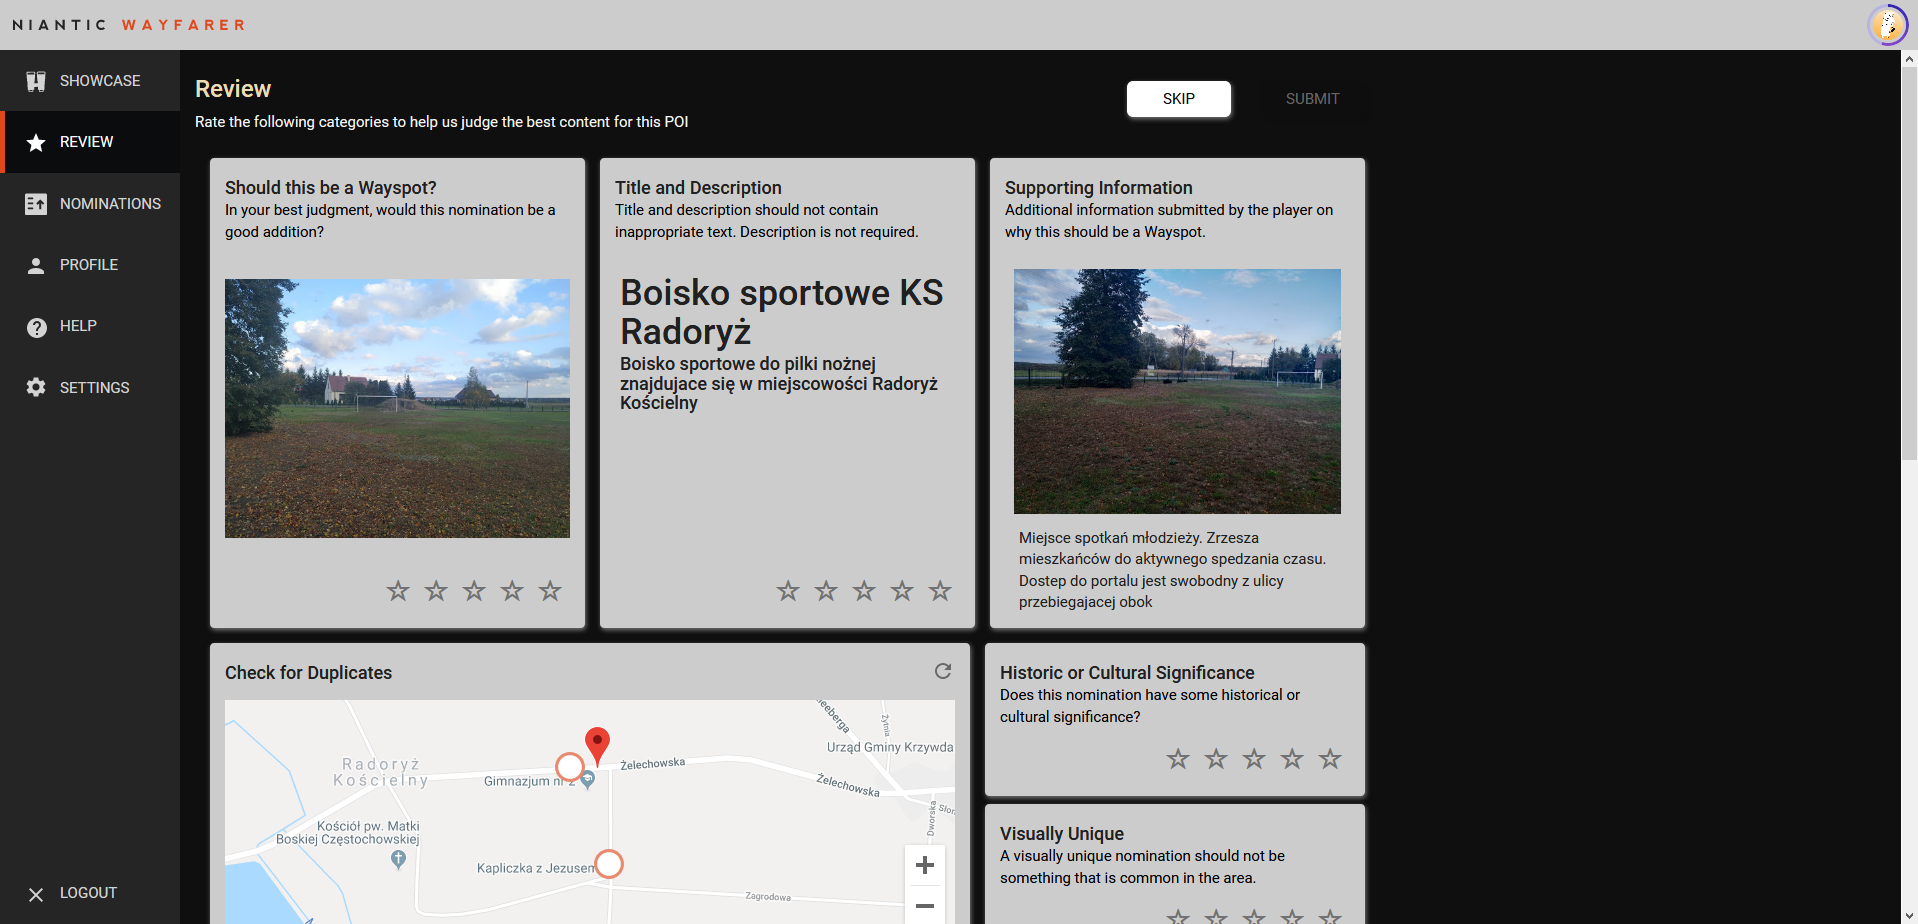 NIANTIC WAYFARER
SHOWCASE
REVIEW
NOMINATIONS
PROFILE
HELP
SETTINGS
LOGOUT
Review
Rate the following categories to help us judge the best content for this POI
SKIP
SUBMIT
Should this be a Wayspot?
In your best judgment, would this nomination be a
good addition?
Title and Description
Title and description should not contain
inappropriate text. Description is not required.
Boisko sportowe KS
Radoryż
Boisko sportowe do pilki nożnej
znajdujace się w miejscowości Radoryż
Kościelny
Supporting Information
Additional information submitted by the player on
why this should be a Wayspot.
Miejsce spotkań młodzieży. Zrzesza
mieszkańców do aktywnego spedzania czasu.
Dostep do portalu jest swobodny z ulicy
przebiegajacej obok
Check for Duplicates
eeberga
Żytnia
Urząd Gminy Krzywda
Radoryż
Kościelny
Żelechowska
Gimnazjum nr 2
Żelechowska
Kościół pw. Matki
Boskiej Częstochowskiej
Dworska
Kapliczka z Jezusem
Zagrodowa
Historic or Cultural Significance
Does this nomination have some historical or
cultural significance?
Visually Unique
A visually unique nomination should not be
something that is common in the area.